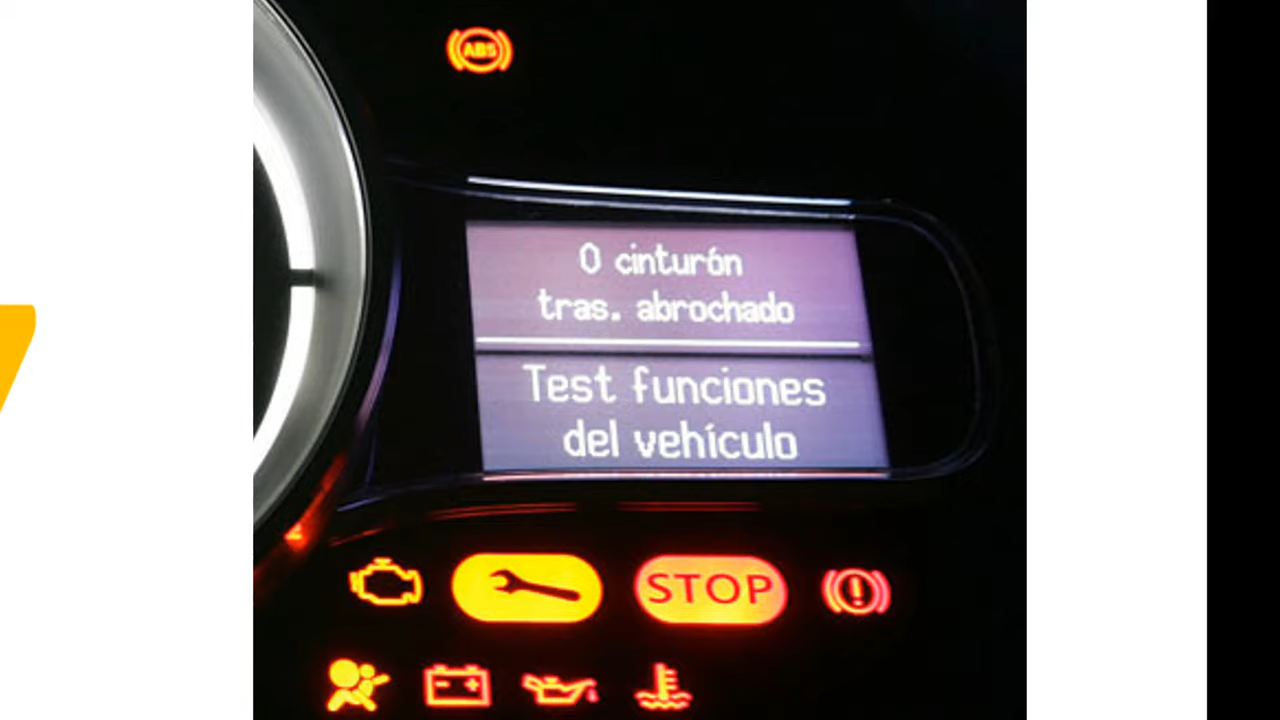 ABS
0 cinturón
tras. abrochado
Test funciones
del vehículo
STOP